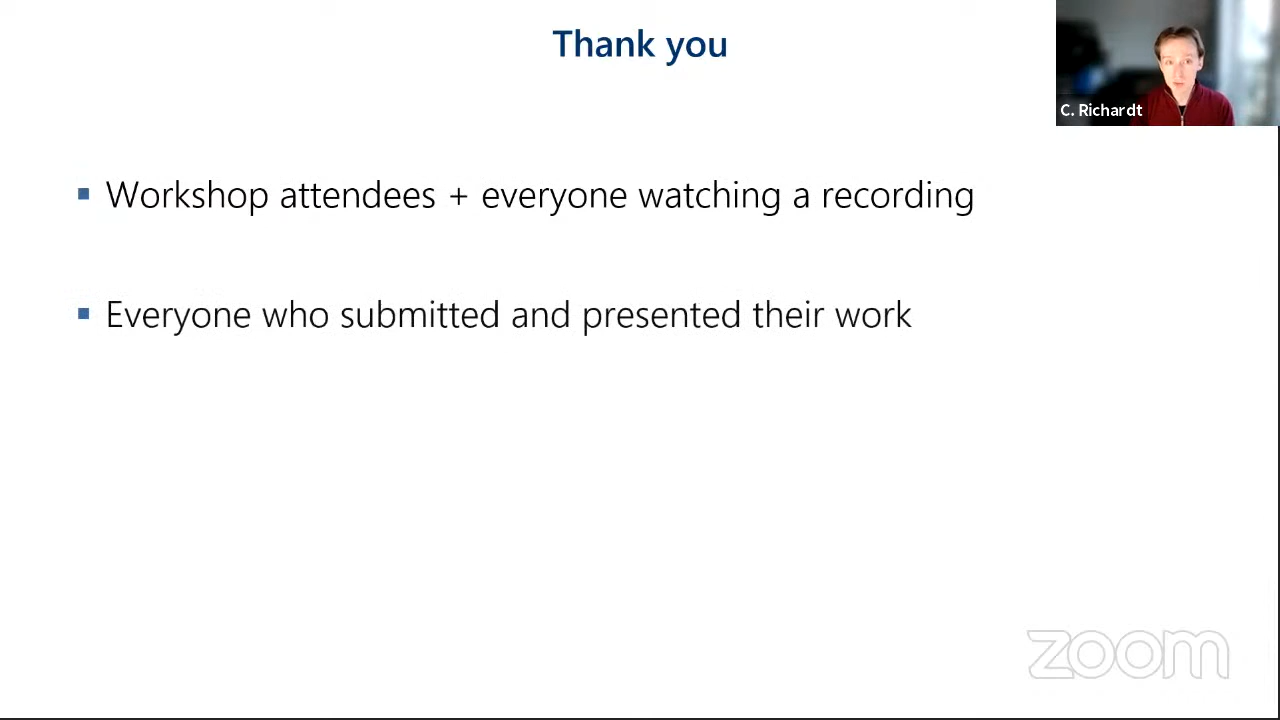 Thank you
C. Richardt
Workshop attendees + everyone watching a recording
Everyone who submitted and presented their work
zoom